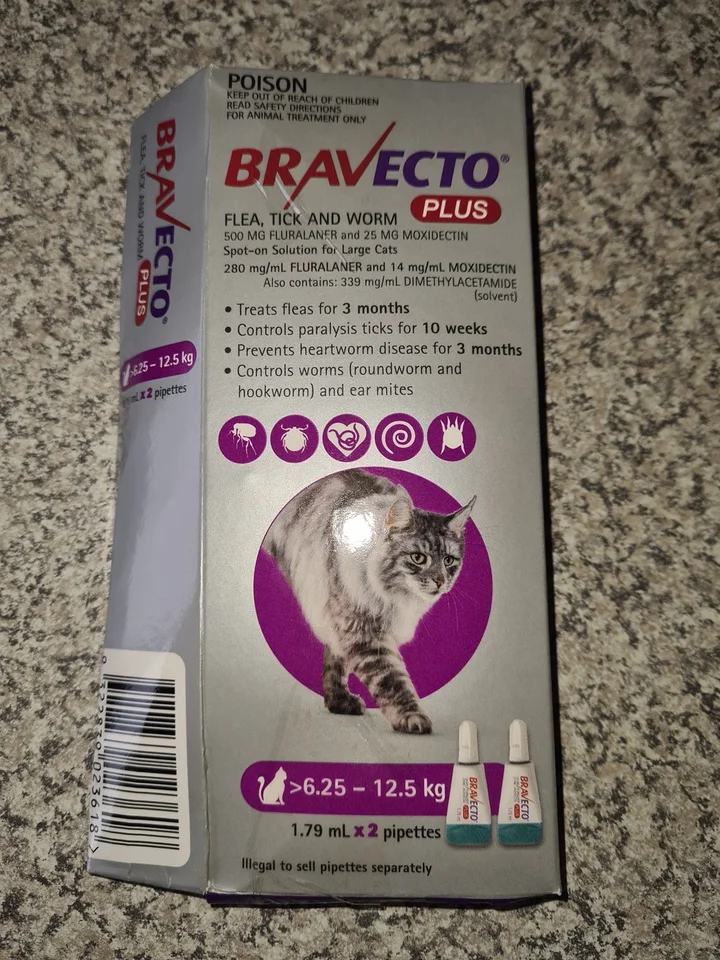 POISON
KEEP OUT OF REACH OF CHILDREN
READ SAFETY DIRECTIONS
FOR ANIMAL TREATMENT ONLY
BRAVECTO®
PLUS
FLEA, TICK AND WORM
500 MG FLURALANER and 25 MG MOXIDECTIN
Spot-on Solution for Large Cats
280 mg/mL FLURALANER and 14 mg/mL MOXIDECTIN
Also contains: 339 mg/mL DIMETHYLACETAMIDE
(solvent)
• Treats fleas for 3 months
• Controls paralysis ticks for 10 weeks
• Prevents heartworm disease for 3 months
• Controls worms (roundworm and
hookworm) and ear mites
>6.25 – 12.5 kg
1.79 mL x 2 pipettes
BRAVECTO
BRAVECTO
Illegal to sell pipettes separately
BRAVECTO®
PLUS
FLEA, TICK AND WORM
>6.25 – 12.5 kg
mL x 2 pipettes
023618 >